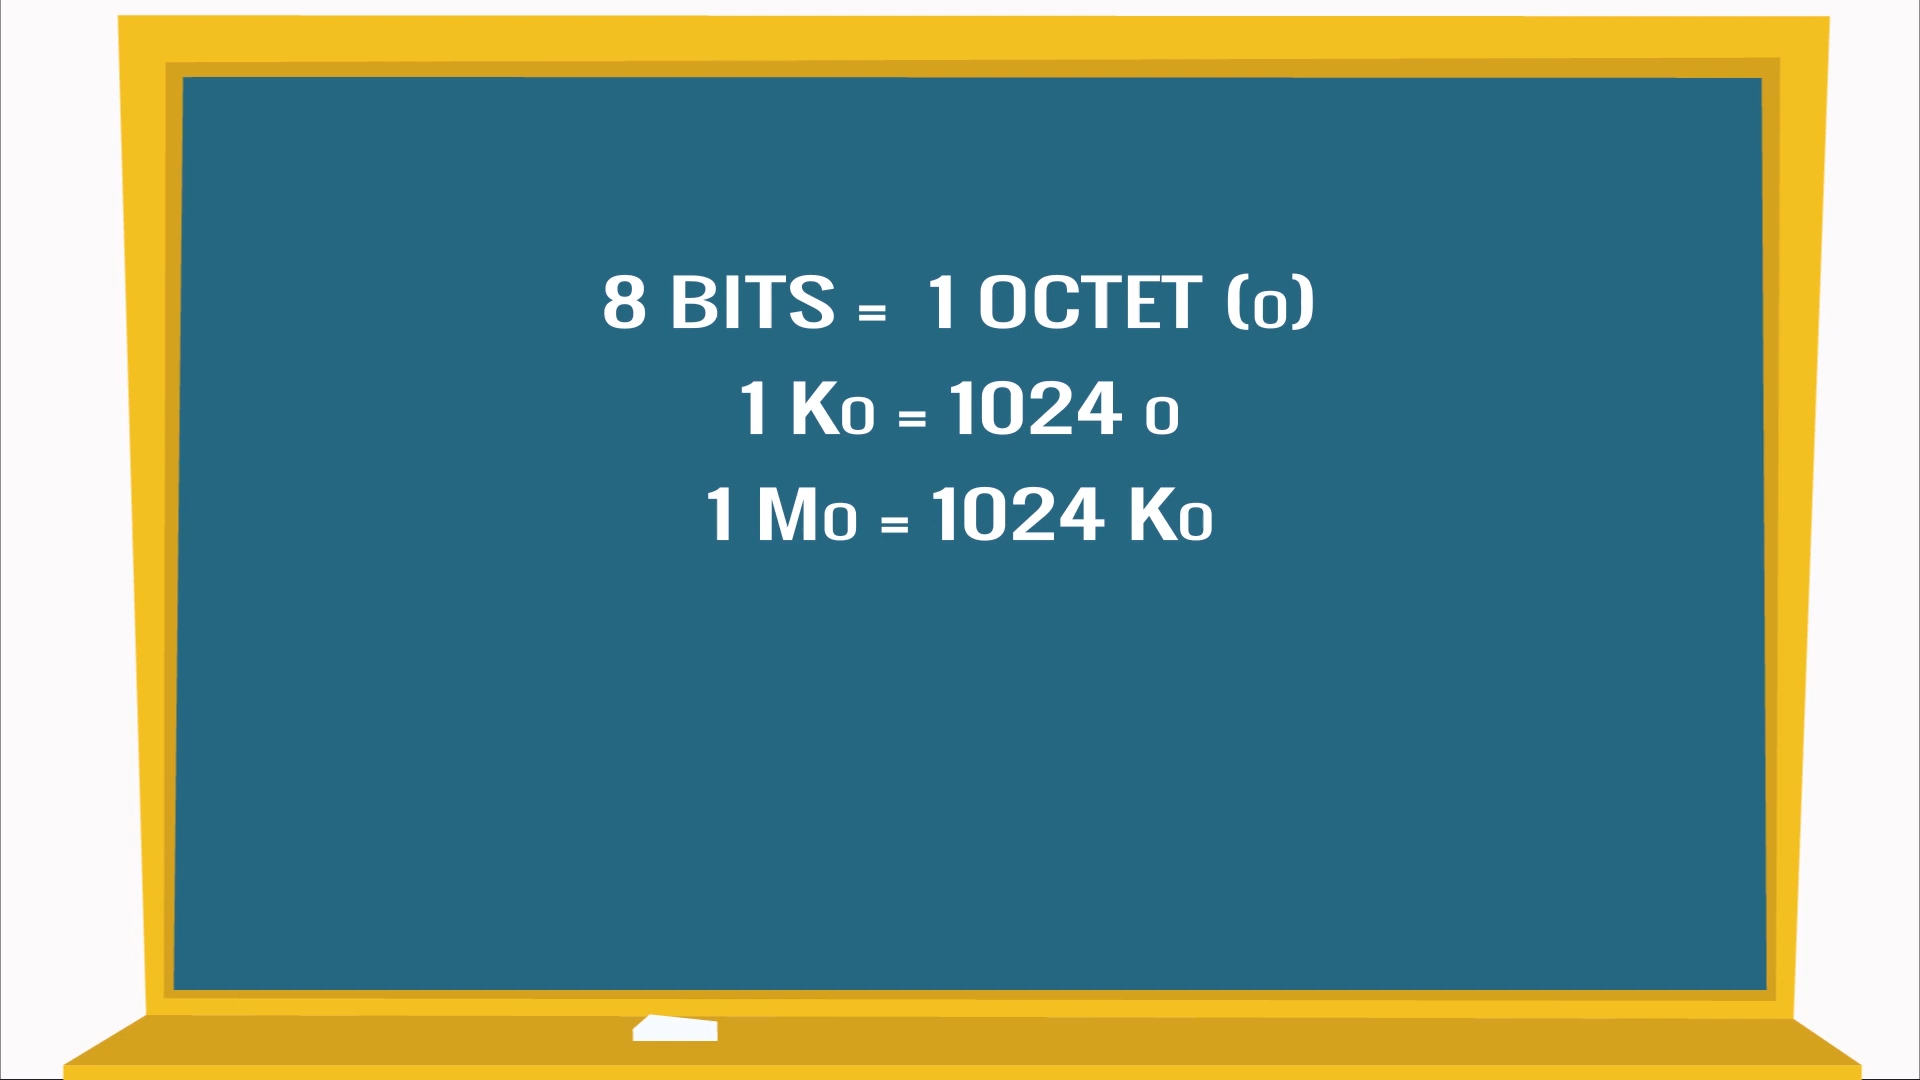 8 BITS = 1 OCTET (o)
1 Ko = 1024 o
1 Mo = 1024 Ko